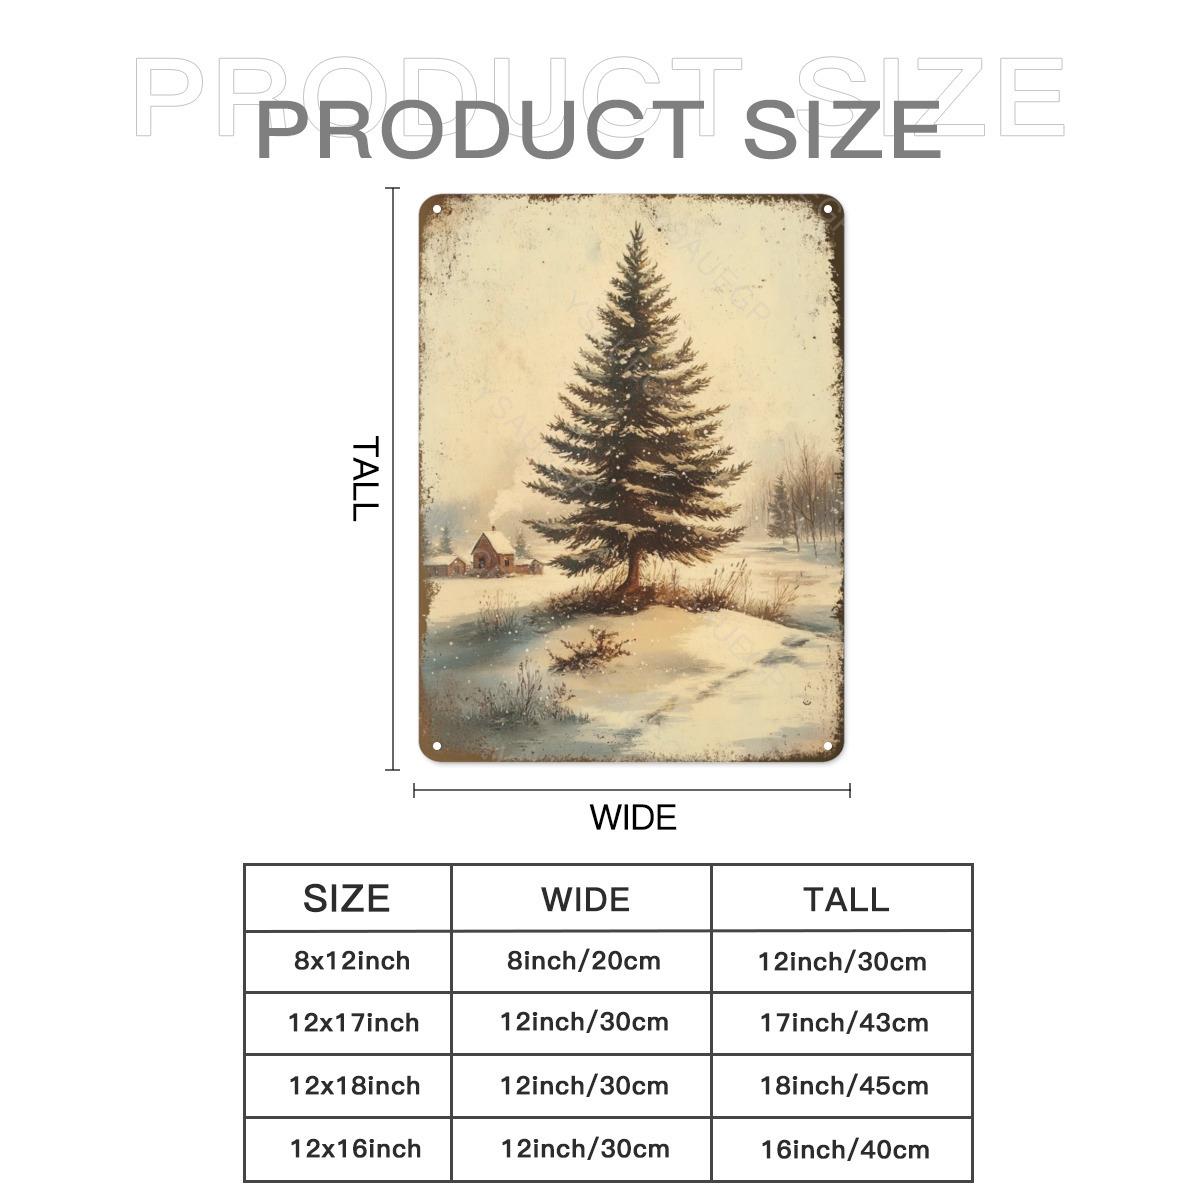 PRODUCT SIZE
PRODUCT SIZE
YSAUEGP
TALL
WIDE
SIZE WIDE TALL
8x12inch 8inch/20cm 12inch/30cm
12x17inch 12inch/30cm 17inch/43cm
12x18inch 12inch/30cm 18inch/45cm
12x16inch 12inch/30cm 16inch/40cm